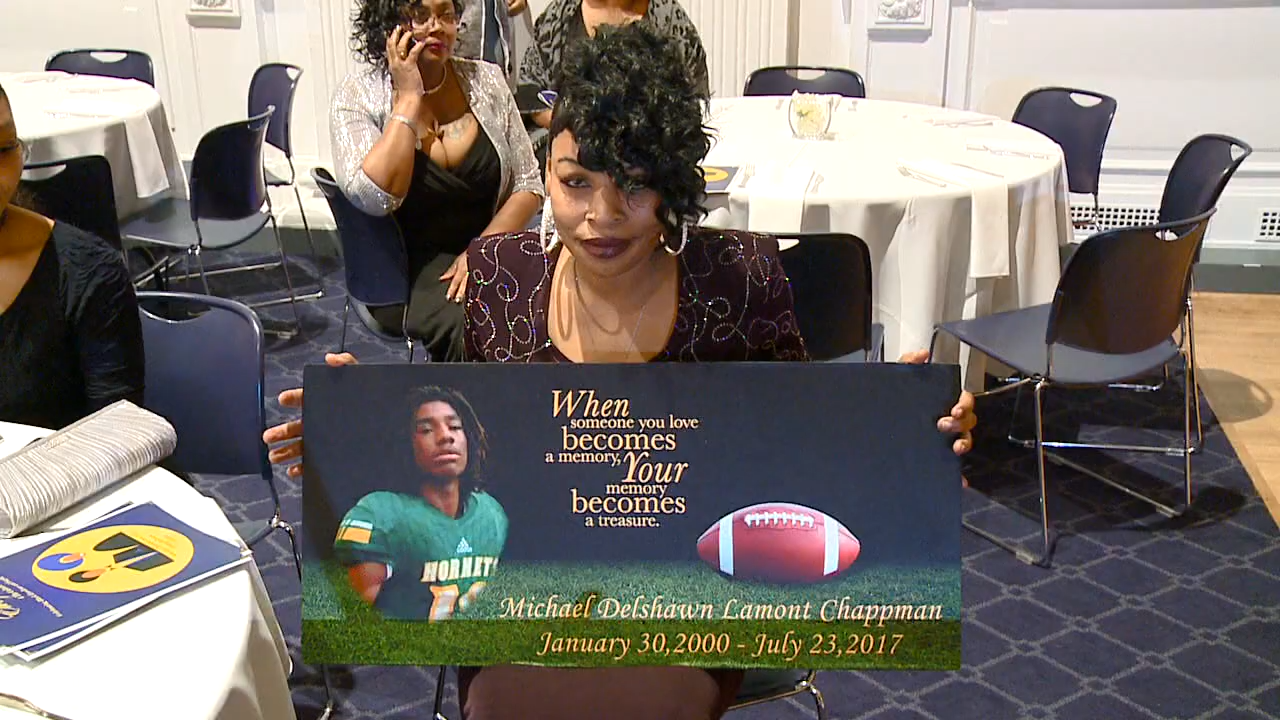 When
someone you love
becomes
a memory, Your
memory
becomes
a treasure.
HORNETS
Michael Delshawn Lamont Chappman
January 30,2000 - July 23,2017